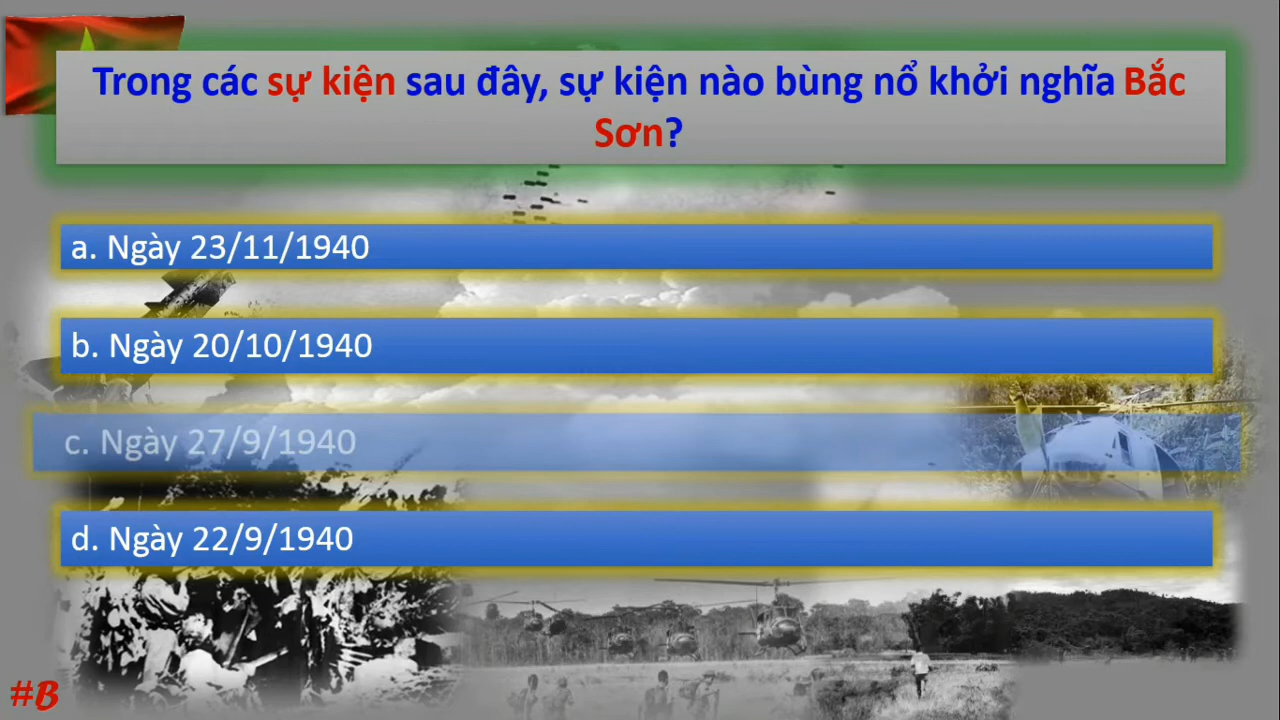 Trong các sự kiện sau đây, sự kiện nào bùng nổ khởi nghĩa Bắc
Sơn?
a. Ngày 23/11/1940
b. Ngày 20/10/1940
c. Ngày 27/9/1940
d. Ngày 22/9/1940
#B